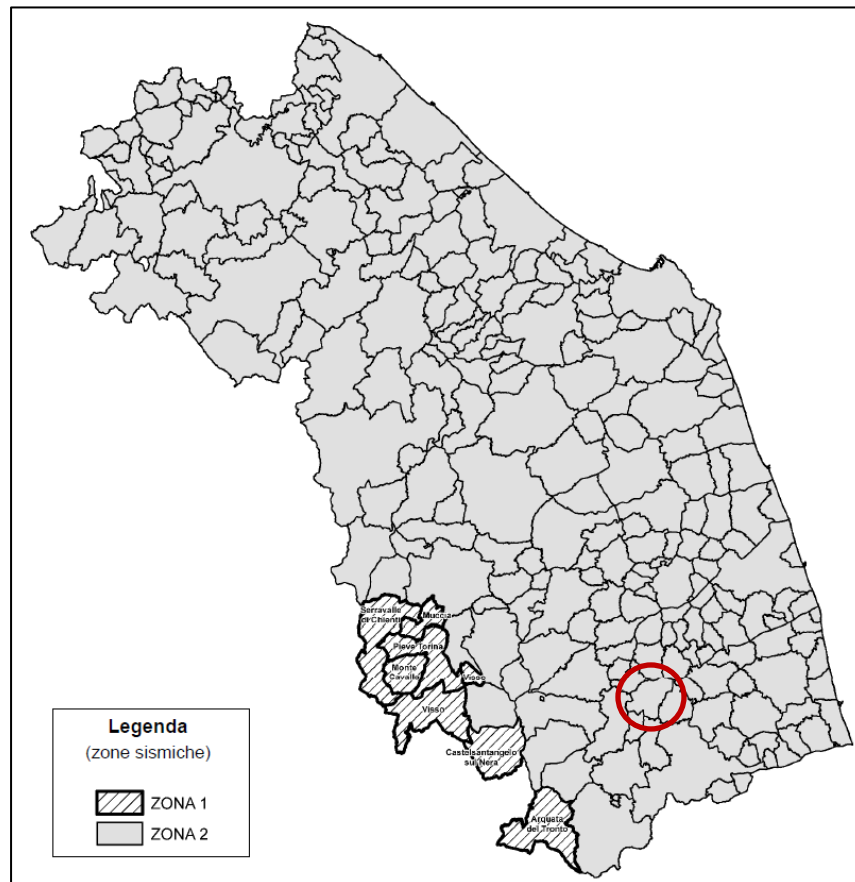 Serravalle
di Chienti
Muccia
Pieve Torina
Monte
Cavallo
Visso
Visso
Castelsantangelo
sul Nera
Arquata
del Tronto
Legenda
(zone sismiche)
ZONA 1
ZONA 2